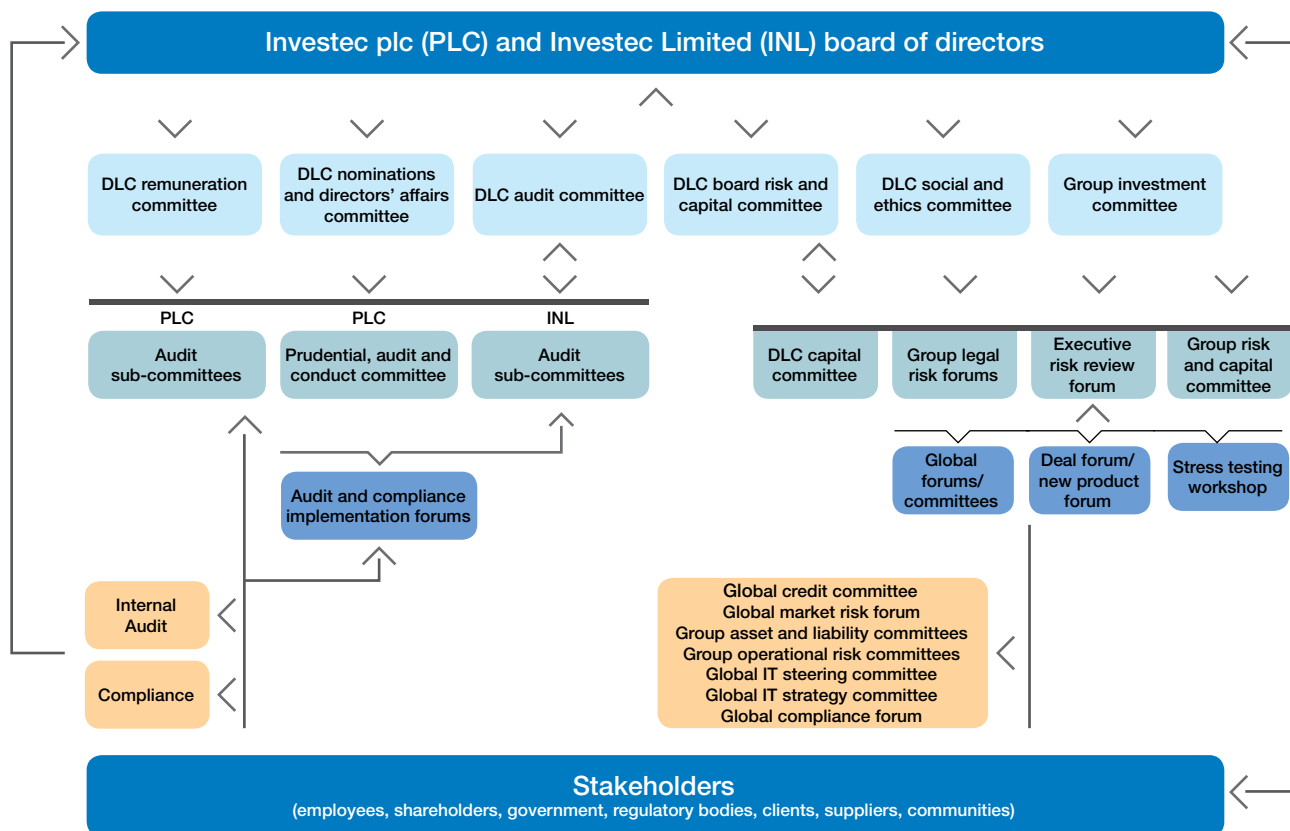 Investec plc (PLC) and Investec Limited (INL) board of directors
DLC remuneration
committee
DLC nominations
and directors’ affairs
committee
DLC audit committee
DLC board risk and
capital committee
DLC social and
ethics committee
Group investment
committee
PLC
Audit
sub-committees
PLC
Prudential, audit and
conduct committee
INL
Audit
sub-committees
DLC capital
committee
Group legal
risk forums
Executive
risk review
forum
Group risk
and capital
committee
Audit and compliance
implementation forums
Global
forums/
committees
Deal forum/
new product
forum
Stress testing
workshop
Internal
Audit
Compliance
Global credit committee
Global market risk forum
Group asset and liability committees
Group operational risk committees
Global IT steering committee
Global IT strategy committee
Global compliance forum
Stakeholders
(employees, shareholders, government, regulatory bodies, clients, suppliers, communities)